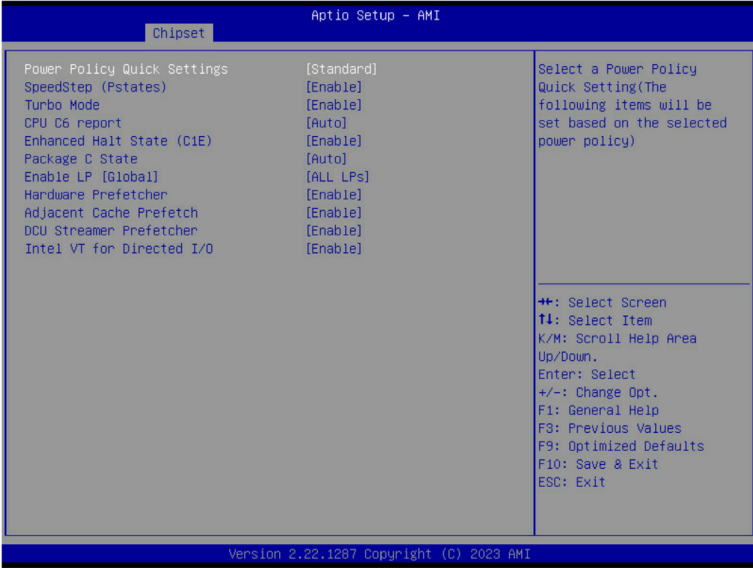 Aptio Setup – AMI
Chipset
Power Policy Quick Settings [Standard]
SpeedStep (Pstates) [Enable]
Turbo Mode [Enable]
CPU C6 report [Auto]
Enhanced Halt State (C1E) [Enable]
Package C State [Auto]
Enable LP [Global] [ALL LPs]
Hardware Prefetcher [Enable]
Adjacent Cache Prefetch [Enable]
DCU Streamer Prefetcher [Enable]
Intel VT for Directed I/O [Enable]
Select a Power Policy
Quick Setting(The
following items will be
set based on the selected
power policy)
→←: Select Screen
↑↓: Select Item
K/M: Scroll Help Area
Up/Down.
Enter: Select
+/-: Change Opt.
F1: General Help
F3: Previous Values
F9: Optimized Defaults
F10: Save & Exit
ESC: Exit
Version 2.22.1287 Copyright (C) 2023 AMI